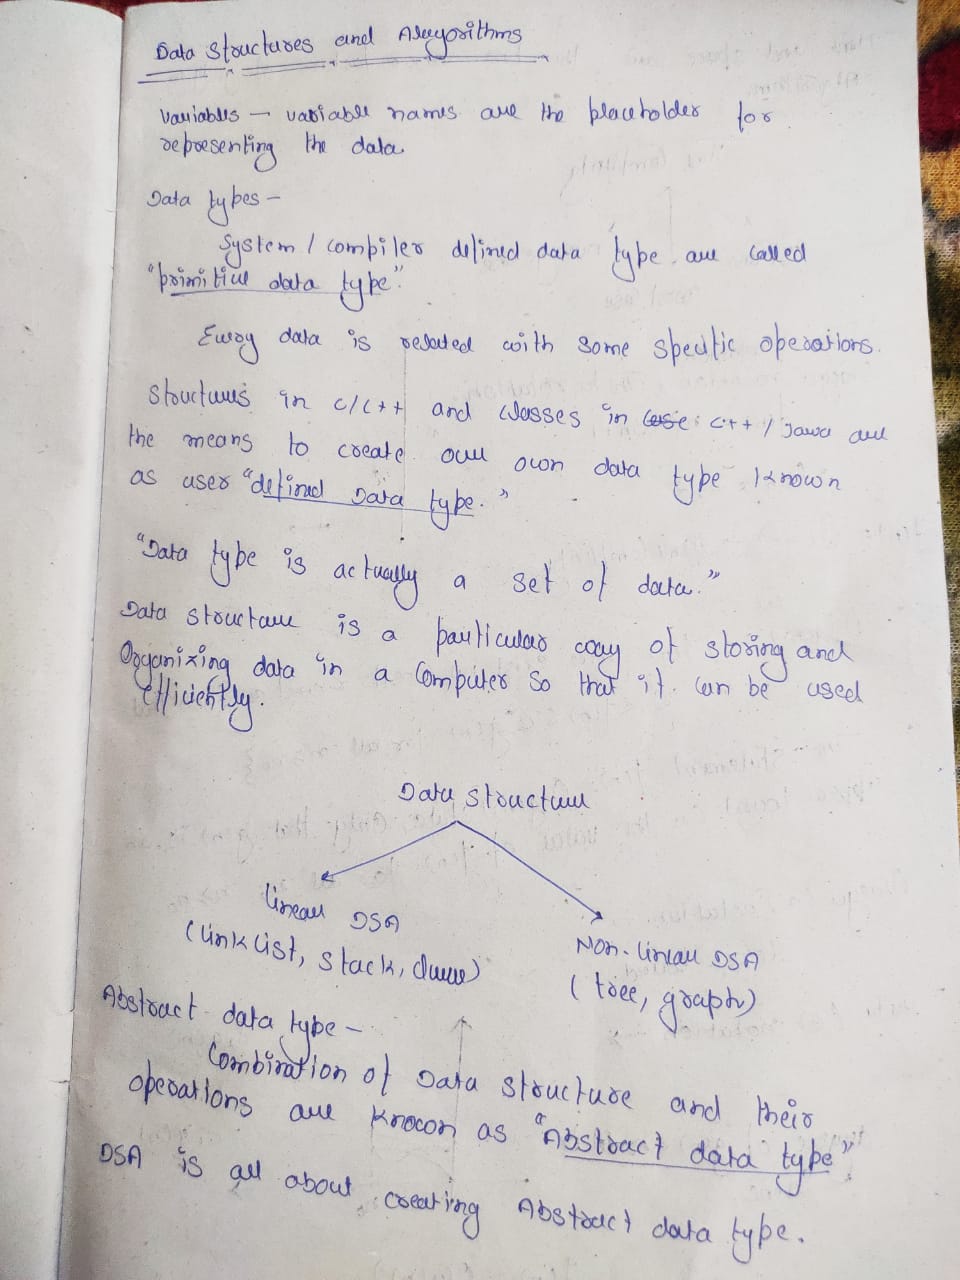 Data Structures and Algorithms
Variables – variable names are the placeholder for
representing the data
Data types –
System / compiler defined data type are called
"primitive data type".
Every data is related with some specific operations.
Structures in c/c++ and classes in case c++ / Java are
the means to create our own data type known
as user "defined Data type."
"Data type is actually a set of data."
Data structure is a particular way of storing and
Organizing data in a Computer so that it can be used
efficiently.
Data structure
Linear DSA
(Link List, stack, Queue)
Non-linear DSA
(tree, graph)
Abstract data type –
Combination of Data structure and their
operations are known as "Abstract data type"
DSA is all about creating Abstract data type.